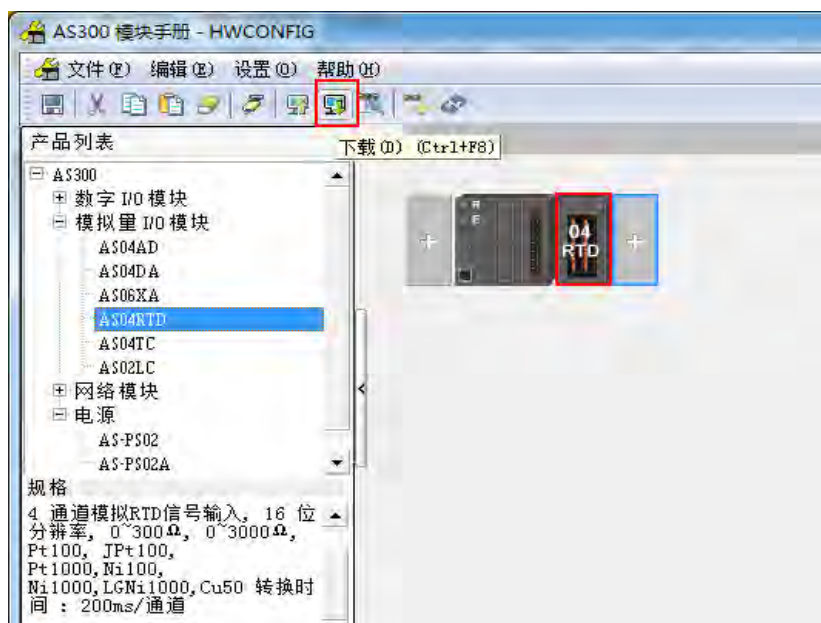 AS300 模块手册 - HWCONFIG
文件(F) 编辑(E) 设置(O) 帮助(H)
产品列表
下载(D) (Ctrl+F8)
AS300
数字 I/O 模块
模拟量 I/O 模块
AS04AD
AS04DA
AS06XA
AS04RTD
AS04TC
AS02LC
网络模块
电源
AS-PS02
AS-PS02A
R
E
04
RTD
规格
4 通道模拟RTD信号输入, 16 位
分辨率, 0~300Ω, 0~3000Ω,
Pt100, JPt100,
Pt1000,Ni100,
Ni1000,LGNi1000,Cu50 转换时
间 : 200ms/通道